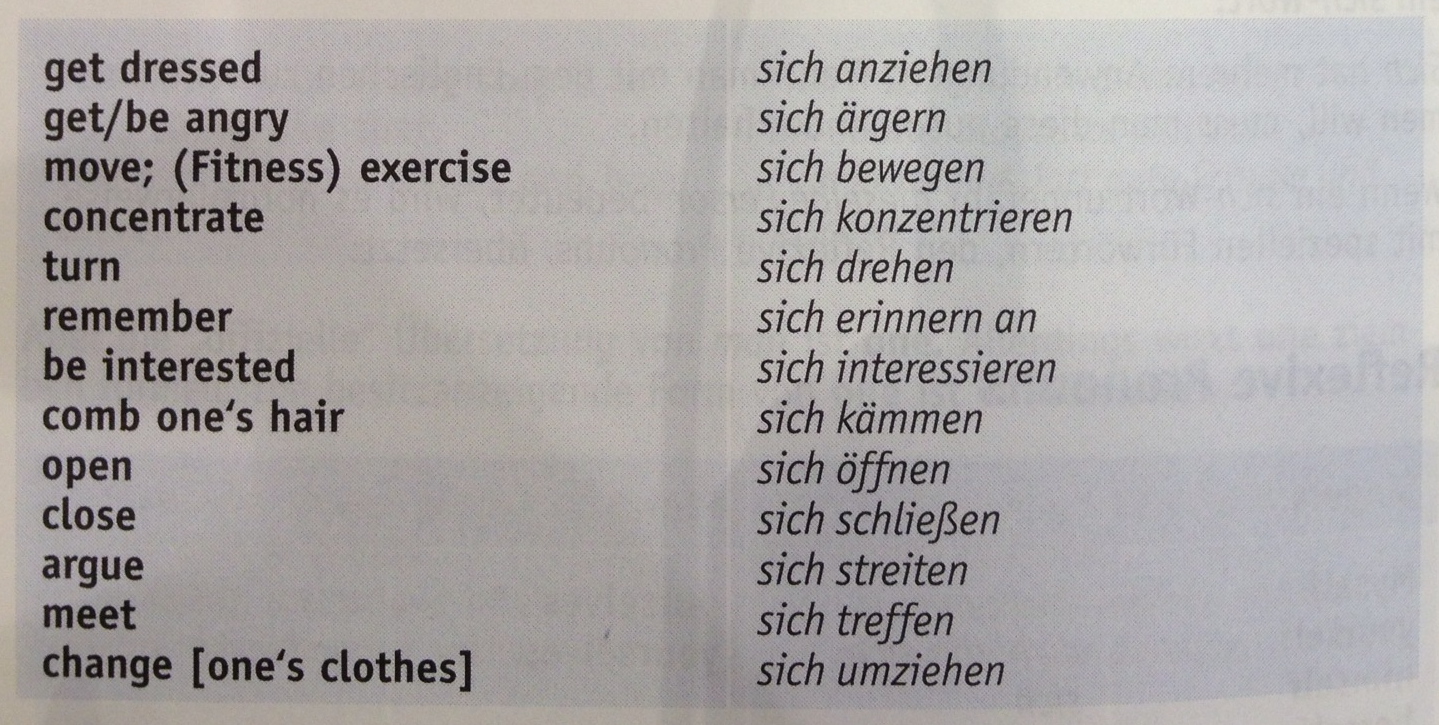 get dressed sich anziehen
get/be angry sich ärgern
move; (Fitness) exercise sich bewegen
concentrate sich konzentrieren
turn sich drehen
remember sich erinnern an
be interested sich interessieren
comb one‘s hair sich kämmen
open sich öffnen
close sich schließen
argue sich streiten
meet sich treffen
change [one‘s clothes] sich umziehen